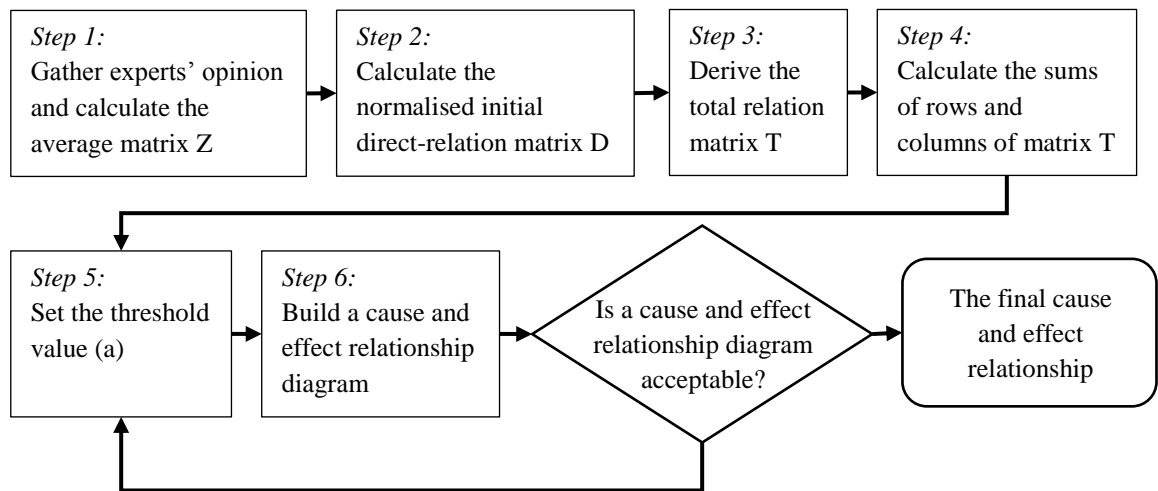 Step 1:
Gather experts’ opinion
and calculate the
average matrix Z
Step 2:
Calculate the
normalised initial
direct-relation matrix D
Step 3:
Derive the
total relation
matrix T
Step 4:
Calculate the sums
of rows and
columns of matrix T
Step 5:
Set the threshold
value (a)
Step 6:
Build a cause and
effect relationship
diagram
Is a cause and effect
relationship diagram
acceptable?
The final cause
and effect
relationship